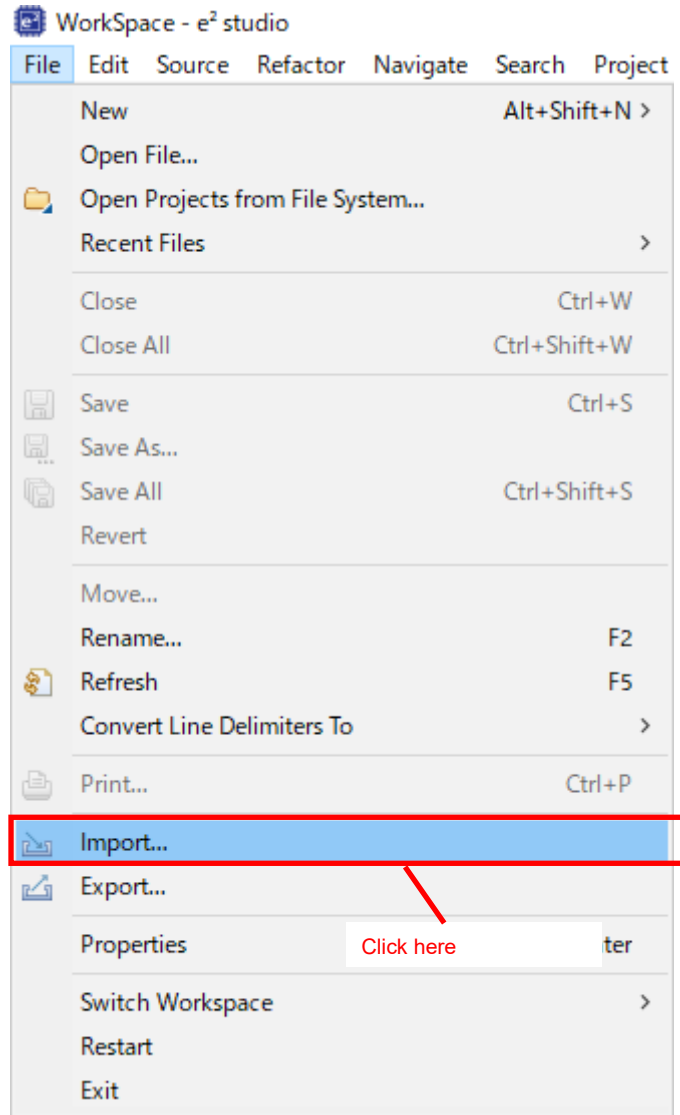 WorkSpace - e² studio
File Edit Source Refactor Navigate Search Project
New Alt+Shift+N >
Open File...
Open Projects from File System...
Recent Files >
Close Ctrl+W
Close All Ctrl+Shift+W
Save Ctrl+S
Save As...
Save All Ctrl+Shift+S
Revert
Move...
Rename... F2
Refresh F5
Convert Line Delimiters To >
Print... Ctrl+P
Import...
Export...
Properties Click here ter
Switch Workspace >
Restart
Exit